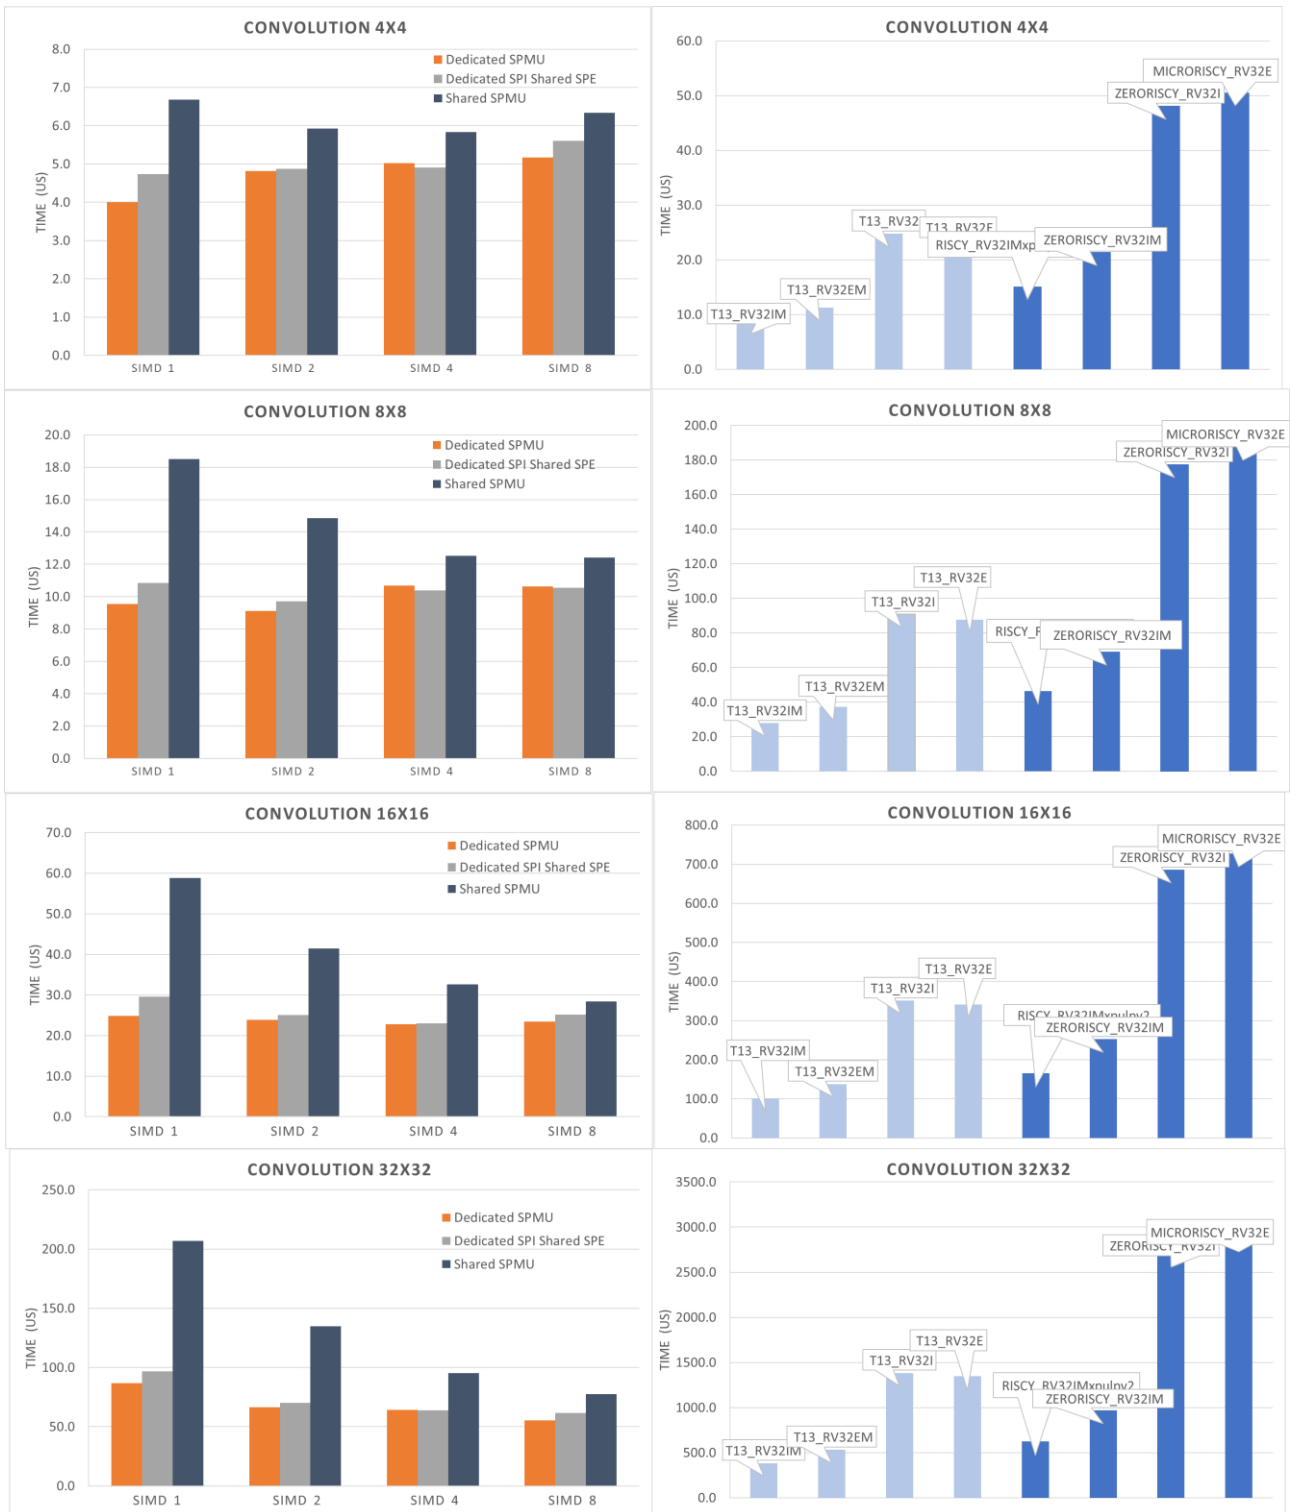 CONVOLUTION 4X4
Dedicated SPMU
Dedicated SPI Shared SPE
Shared SPMU
TIME (US)
8.0
7.0
6.0
5.0
4.0
3.0
2.0
1.0
0.0
SIMD 1 SIMD 2 SIMD 4 SIMD 8
CONVOLUTION 4X4
TIME (US)
60.0
50.0
40.0
30.0
20.0
10.0
0.0
MICRORISCY_RV32E
ZERORISCY_RV32I
T13_RV32
T13_RV32E
RISCY_RV32IMxp
ZERORISCY_RV32IM
T13_RV32EM
T13_RV32IM
CONVOLUTION 8X8
Dedicated SPMU
Dedicated SPI Shared SPE
Shared SPMU
TIME (US)
20.0
18.0
16.0
14.0
12.0
10.0
8.0
6.0
4.0
2.0
0.0
SIMD 1 SIMD 2 SIMD 4 SIMD 8
CONVOLUTION 8X8
TIME (US)
200.0
180.0
160.0
140.0
120.0
100.0
80.0
60.0
40.0
20.0
0.0
MICRORISCY_RV32E
ZERORISCY_RV32I
T13_RV32E
T13_RV32I
RISCY_R
ZERORISCY_RV32IM
T13_RV32EM
T13_RV32IM
CONVOLUTION 16X16
Dedicated SPMU
Dedicated SPI Shared SPE
Shared SPMU
TIME (US)
70.0
60.0
50.0
40.0
30.0
20.0
10.0
0.0
SIMD 1 SIMD 2 SIMD 4 SIMD 8
CONVOLUTION 16X16
TIME (US)
800.0
700.0
600.0
500.0
400.0
300.0
200.0
100.0
0.0
MICRORISCY_RV32E
ZERORISCY_RV32I
T13_RV32E
T13_RV32I
RISCY_RV32IMxpulpv2
ZERORISCY_RV32IM
T13_RV32IM
T13_RV32EM
CONVOLUTION 32X32
Dedicated SPMU
Dedicated SPI Shared SPE
Shared SPMU
TIME (US)
250.0
200.0
150.0
100.0
50.0
0.0
SIMD 1 SIMD 2 SIMD 4 SIMD 8
CONVOLUTION 32X32
TIME (US)
3500.0
3000.0
2500.0
2000.0
1500.0
1000.0
500.0
0.0
MICRORISCY_RV32E
ZERORISCY_RV32I
T13_RV32E
T13_RV32I
RISCY_RV32IMxpulpv2
ZERORISCY_RV32IM
T13_RV32EM
T13_RV32IM